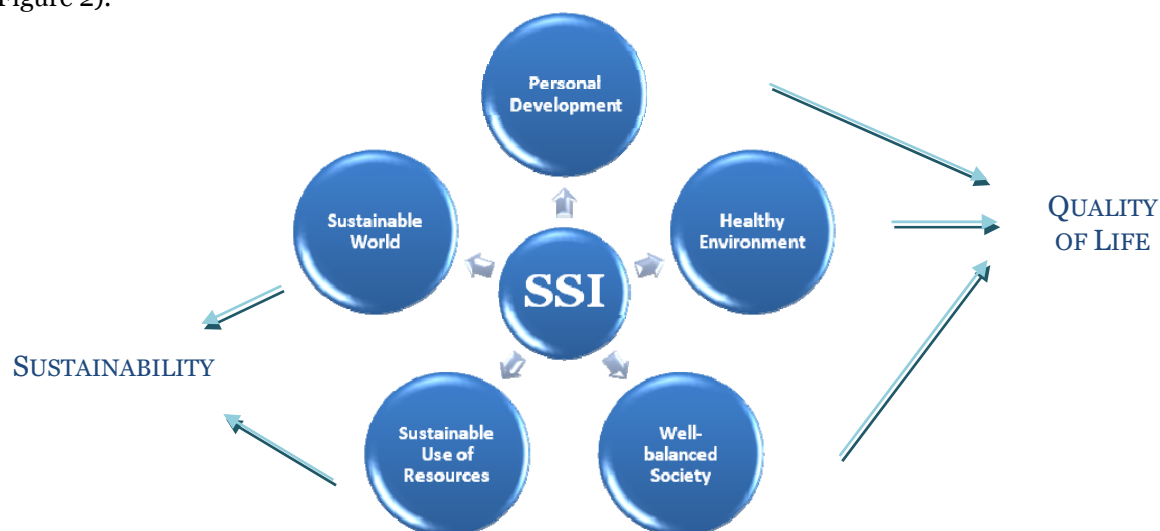 Figure 2).
Personal
Development
Sustainable
World
Healthy
Environment
QUALITY
OF LIFE
SSI
SUSTAINABILITY
Sustainable
Use of
Resources
Well-
balanced
Society